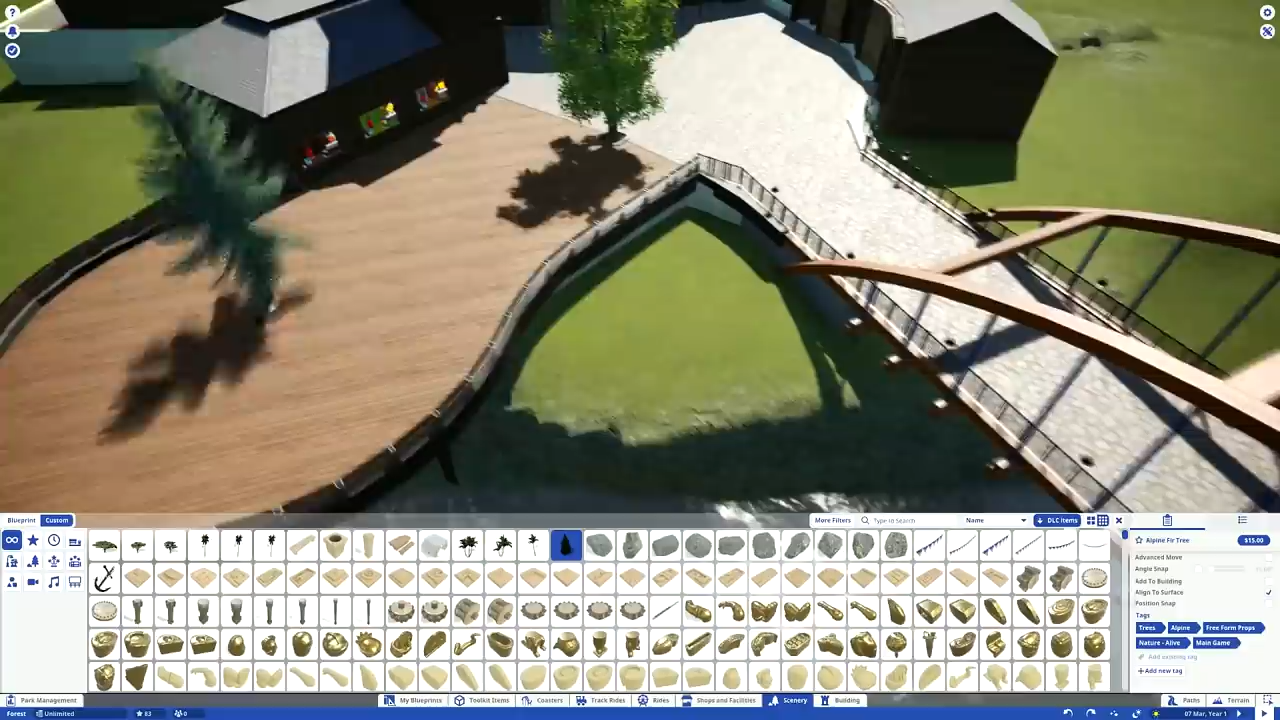 Blueprint Custom
More Filters Type to Search Name DLC Items
Alpine Fir Tree $15.00
Advanced Move
Angle Snap
Add To Building
Align To Surface
Position Snap
Tags
Trees Alpine Free Form Props
Nature - Alive Main Game
Add existing tag
Add new tag
Park Management My Blueprints Toolkit Items Coasters Track Rides Rides Shops and Facilities Scenery Building Paths Terrain
Forest Unlimited 83 0 07 Mar, Year 1